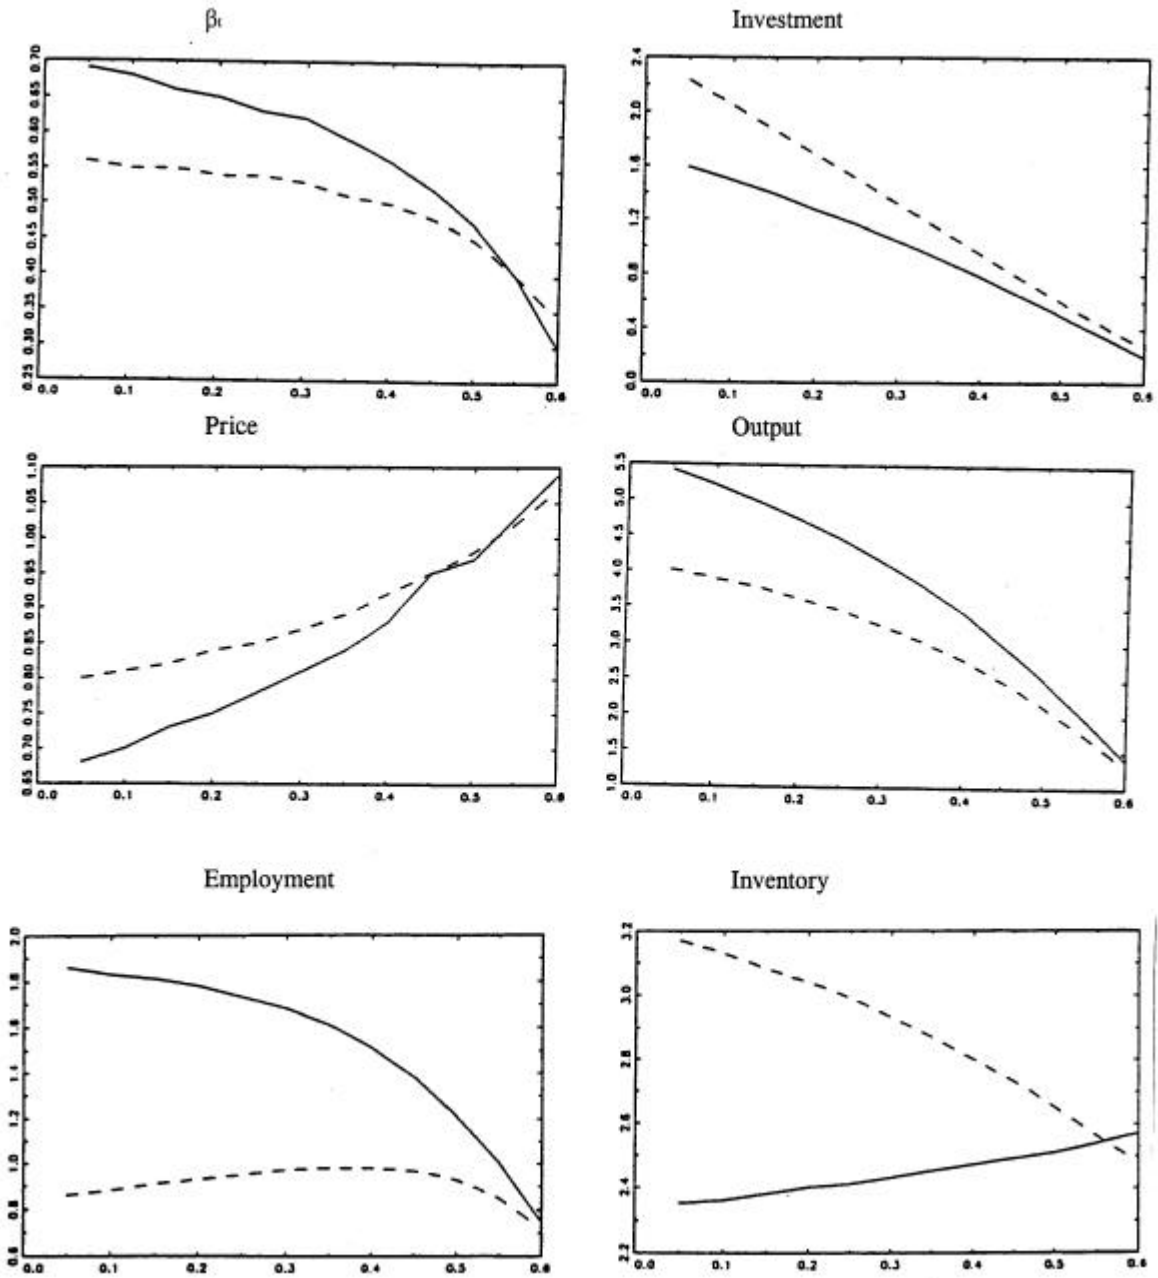 βt
0.25 0.30 0.35 0.40 0.45 0.50 0.55 0.60 0.65 0.70
0.0 0.1 0.2 0.3 0.4 0.5 0.6
Investment
0.0 0.4 0.8 1.2 1.6 2.0 2.4
0.0 0.1 0.2 0.3 0.4 0.5 0.6
Price
0.65 0.70 0.75 0.80 0.85 0.90 0.95 1.00 1.05 1.10
0.0 0.1 0.2 0.3 0.4 0.5 0.6
Output
1.0 1.5 2.0 2.5 3.0 3.5 4.0 4.5 5.0 5.5
0.0 0.1 0.2 0.3 0.4 0.5 0.6
Employment
0.6 0.8 1.0 1.2 1.4 1.6 1.8 2.0
0.0 0.1 0.2 0.3 0.4 0.5 0.6
Inventory
2.2 2.4 2.6 2.8 3.0 3.2
0.0 0.1 0.2 0.3 0.4 0.5 0.6